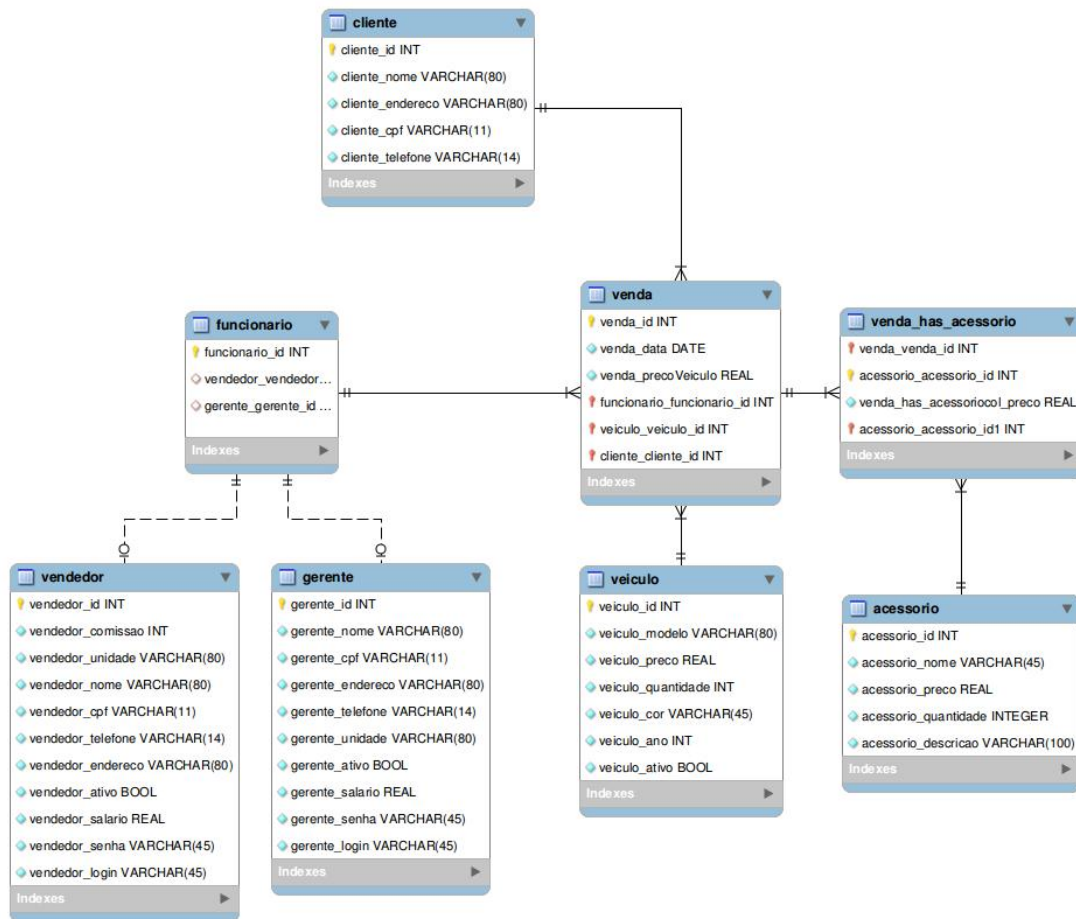 cliente
cliente_id INT
cliente_nome VARCHAR(80)
cliente_endereco VARCHAR(80)
cliente_cpf VARCHAR(11)
cliente_telefone VARCHAR(14)
Indexes
funcionario
funcionario_id INT
vendedor_vendedor...
gerente_gerente_id ...
Indexes
venda
venda_id INT
venda_data DATE
venda_precoVeiculo REAL
funcionario_funcionario_id INT
veiculo_veiculo_id INT
cliente_cliente_id INT
Indexes
venda_has_acessorio
venda_venda_id INT
acessorio_acessorio_id INT
venda_has_acessoriocol_preco REAL
acessorio_acessorio_id1 INT
Indexes
vendedor
vendedor_id INT
vendedor_comissao INT
vendedor_unidade VARCHAR(80)
vendedor_nome VARCHAR(80)
vendedor_cpf VARCHAR(11)
vendedor_telefone VARCHAR(14)
vendedor_endereco VARCHAR(80)
vendedor_ativo BOOL
vendedor_salario REAL
vendedor_senha VARCHAR(45)
vendedor_login VARCHAR(45)
Indexes
gerente
gerente_id INT
gerente_nome VARCHAR(80)
gerente_cpf VARCHAR(11)
gerente_endereco VARCHAR(80)
gerente_telefone VARCHAR(14)
gerente_unidade VARCHAR(80)
gerente_ativo BOOL
gerente_salario REAL
gerente_senha VARCHAR(45)
gerente_login VARCHAR(45)
Indexes
veiculo
veiculo_id INT
veiculo_modelo VARCHAR(80)
veiculo_preco REAL
veiculo_quantidade INT
veiculo_cor VARCHAR(45)
veiculo_ano INT
veiculo_ativo BOOL
Indexes
acessorio
acessorio_id INT
acessorio_nome VARCHAR(45)
acessorio_preco REAL
acessorio_quantidade INTEGER
acessorio_descricao VARCHAR(100)
Indexes